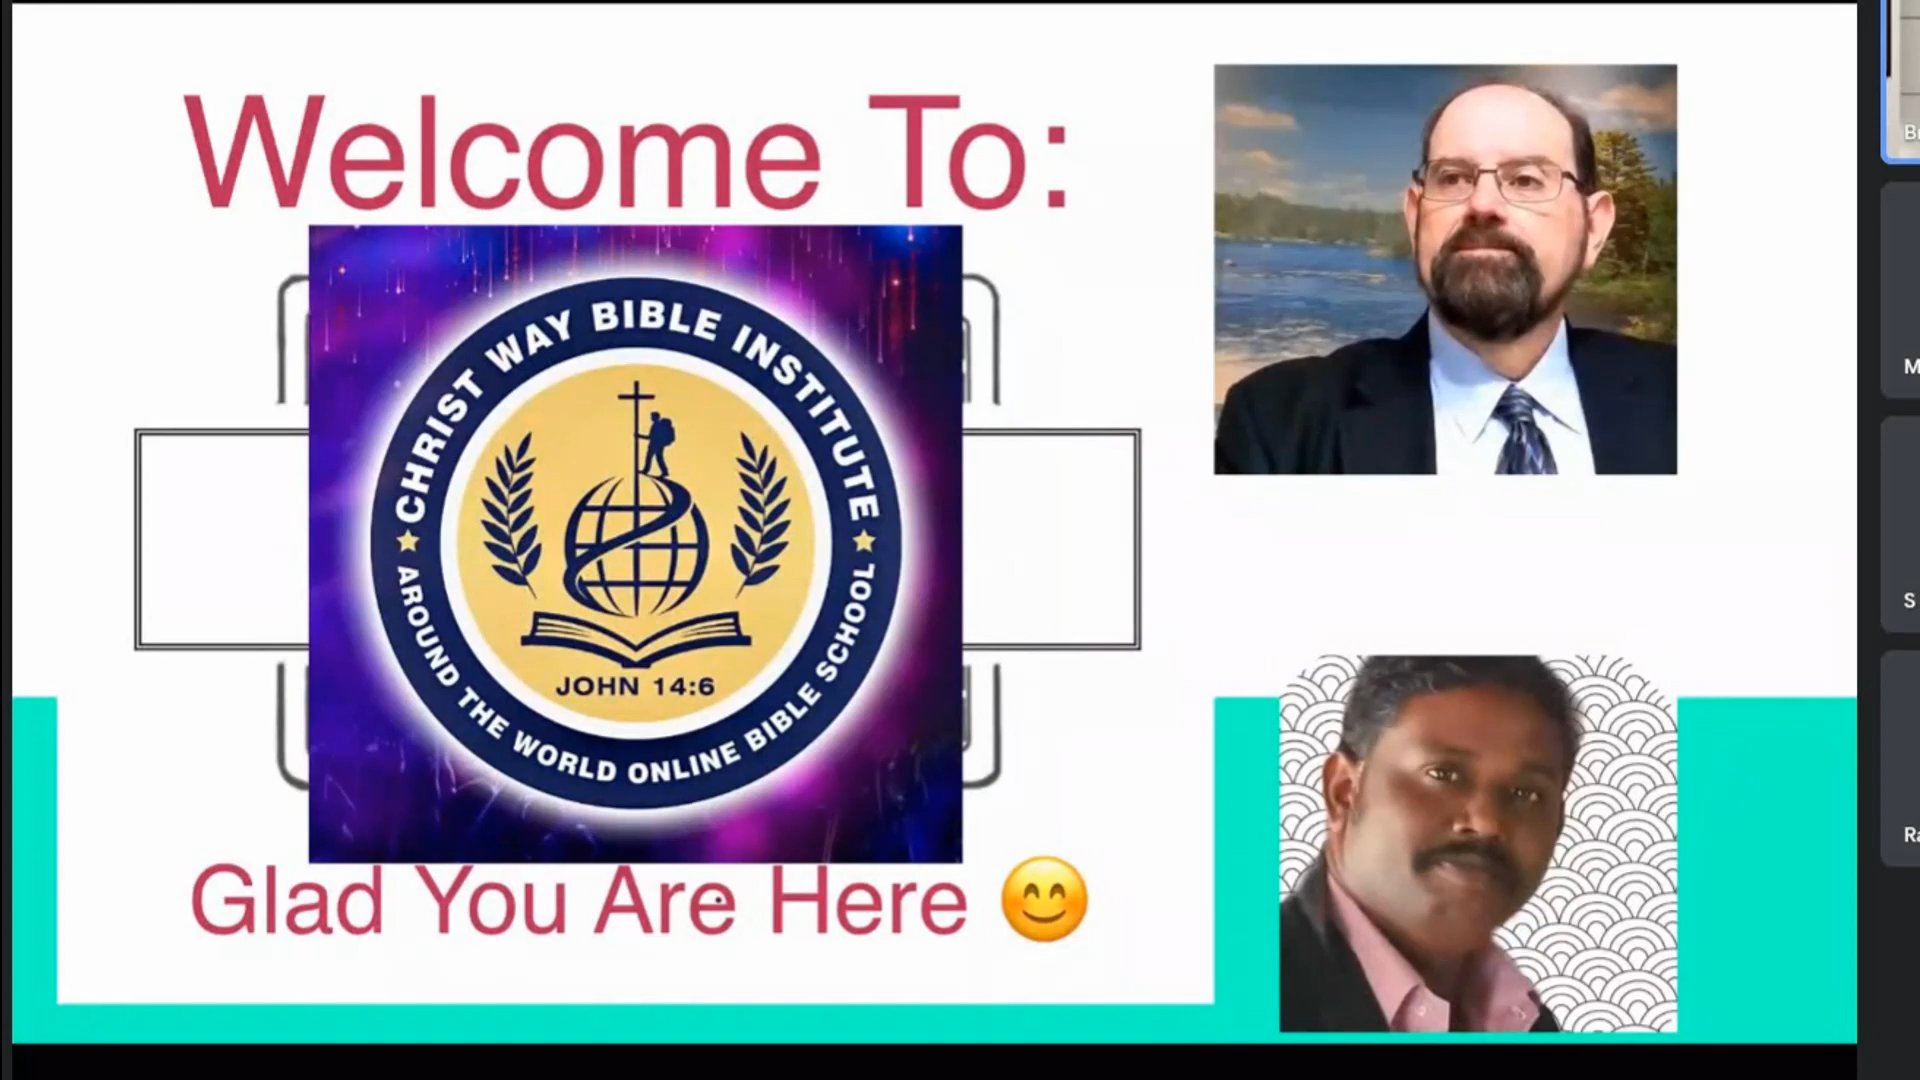 Welcome To:
CHRIST WAY BIBLE INSTITUTE
JOHN 14:6
AROUND THE WORLD ONLINE BIBLE SCHOOL
Glad You Are Here 😊
S